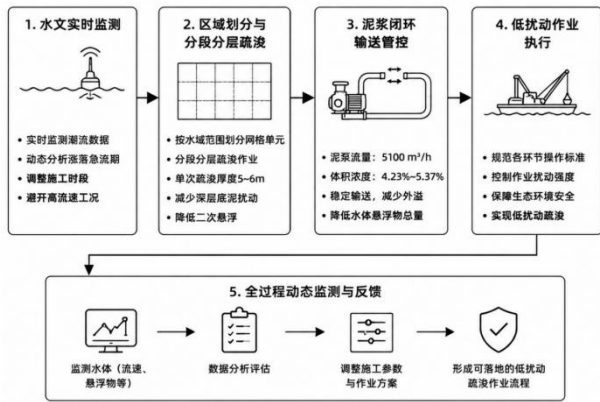 1. 水文实时监测
• 实时监测潮流数据
• 动态分析涨落急流期
• 调整施工时段
• 避开高流速工况
2. 区域划分与
分段分层疏浚
• 按水域范围划分网格单元
• 分段分层疏浚作业
• 单次疏浚厚度5~6m
• 减少深层底泥扰动
• 降低二次悬浮
3. 泥浆闭环
输送管控
• 泥泵流量：5100 m³/h
• 体积浓度：4.23%~5.37%
• 稳定输送，减少外溢
• 降低水体悬浮物总量
4. 低扰动作业
执行
• 规范各环节操作标准
• 控制作业扰动强度
• 保障生态环境安全
• 实现低扰动疏浚
5. 全过程动态监测与反馈
监测水体（流速、
悬浮物等）
数据分析评估
调整施工参数
与作业方案
形成可落地的低扰动
疏浚作业流程